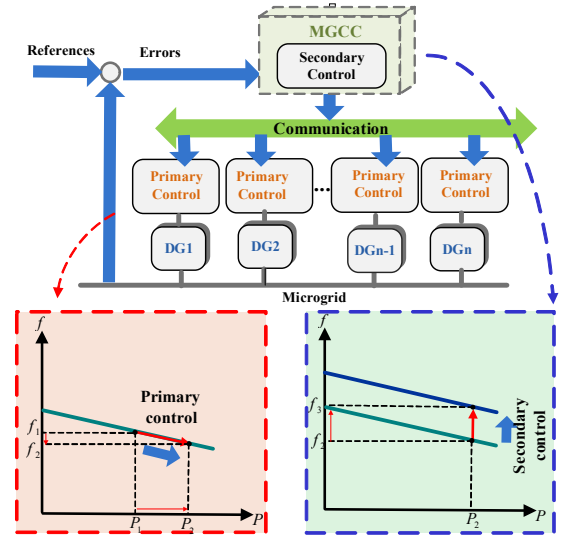 MGCC
References
Errors
Secondary
Control
Communication
Primary
Control
Primary
Control
...
Primary
Control
Primary
Control
DG1
DG2
DGn-1
DGn
Microgrid
f
Primary
control
f1
f2
P1
P2
P
f
f3
f2
Secondary
control
P2
P